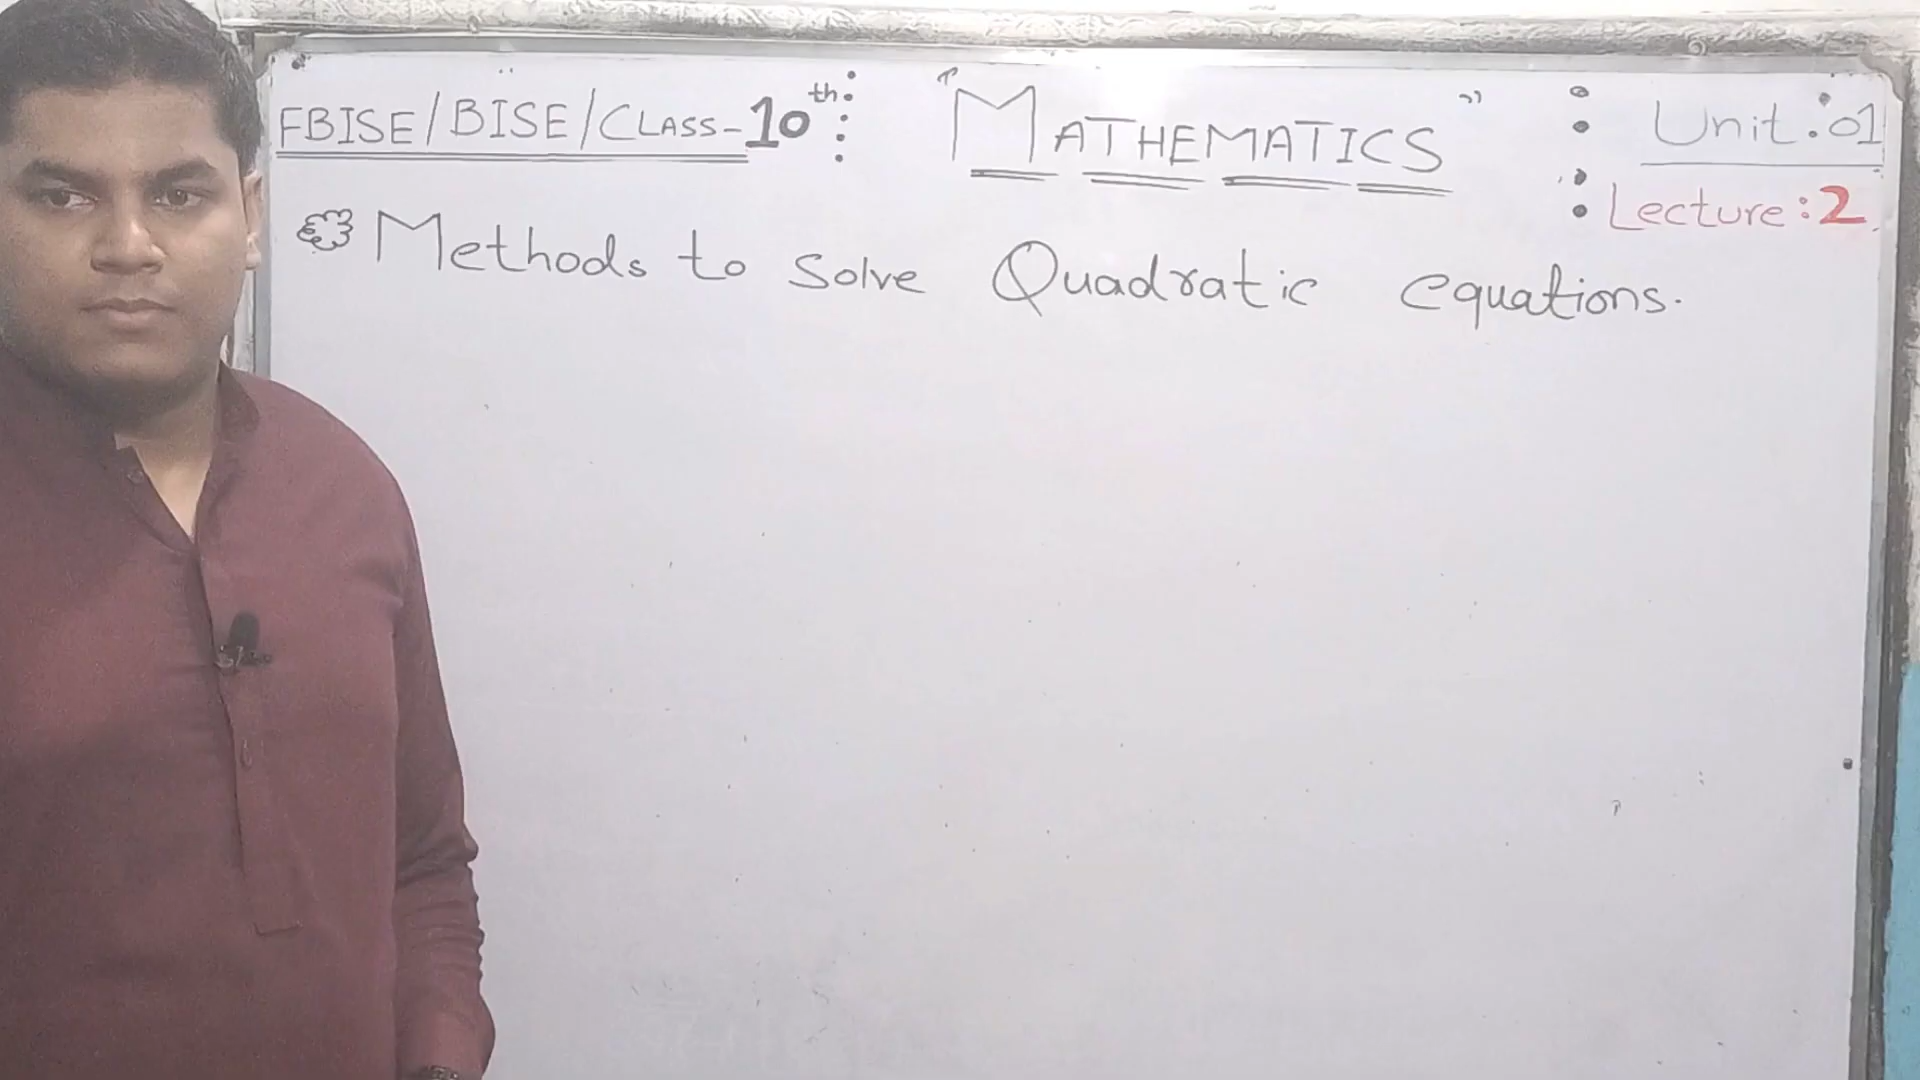 FBISE/BISE/CLASS-10th
"MATHEMATICS"
Unit:01
Lecture:2
Methods to Solve Quadratic equations.